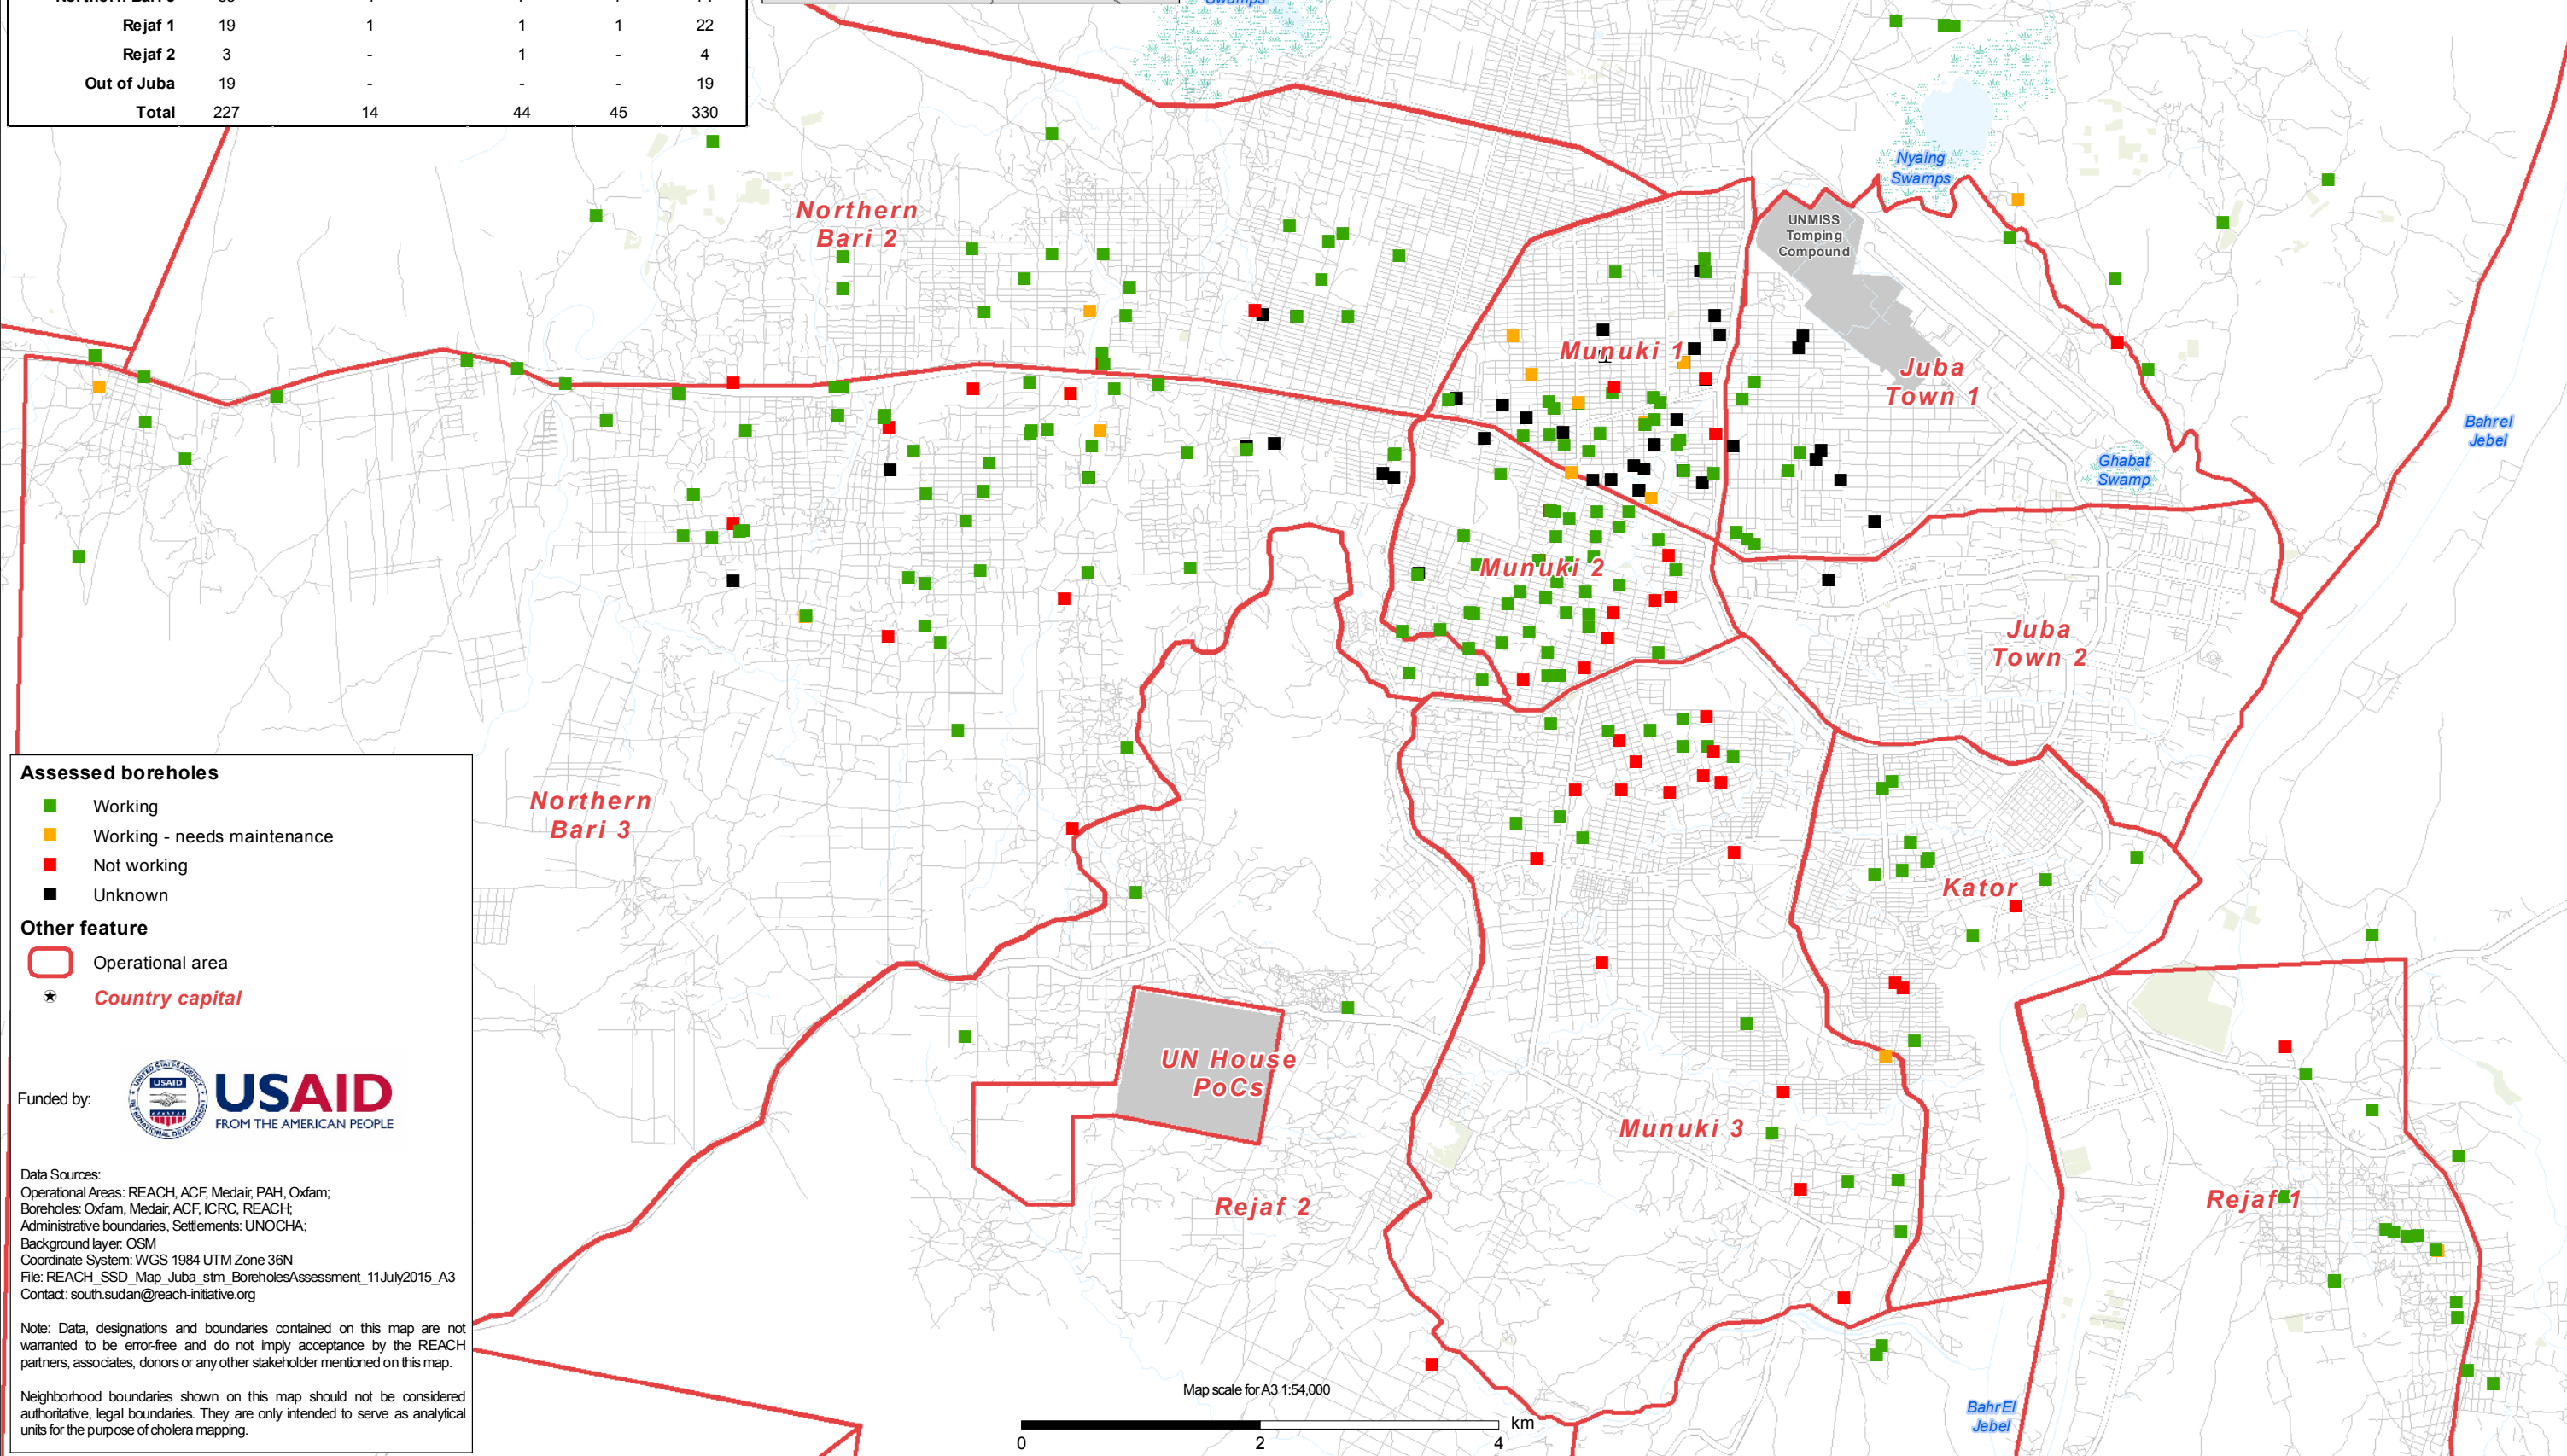 Rejaf 1 19 1 1 1 22
Rejaf 2 3 - 1 - 4
Out of Juba 19 - - - 19
Total 227 14 44 45 330
Swamps
Nyaing
Swamps
UNMISS
Tomping
Compound
Northern
Bari 2
Munuki 1
Juba
Town 1
Bahrel
Jebel
Ghabat
Swamp
Munuki 2
Juba
Town 2
Northern
Bari 3
Kator
UN House
PoCs
Munuki 3
Rejaf 2
Rejaf 1
Bahr El
Jebel
Assessed boreholes
Working
Working - needs maintenance
Not working
Unknown
Other feature
Operational area
Country capital
Funded by:
USAID
USAID
FROM THE AMERICAN PEOPLE
Data Sources:
Operational Areas: REACH, ACF, Medair, PAH, Oxfam;
Boreholes: Oxfam, Medair, ACF, ICRC, REACH;
Administrative boundaries, Settlements: UNOCHA;
Background layer: OSM
Coordinate System: WGS 1984 UTM Zone 36N
File: REACH_SSD_Map_Juba_stm_BoreholesAssessment_11July2015_A3
Contact: south.sudan@reach-initiative.org
Note: Data, designations and boundaries contained on this map are not
warranted to be error-free and do not imply acceptance by the REACH
partners, associates, donors or any other stakeholder mentioned on this map.
Neighborhood boundaries shown on this map should not be considered
authoritative, legal boundaries. They are only intended to serve as analytical
units for the purpose of cholera mapping.
Map scale for A3 1:54,000
km
0 2 4